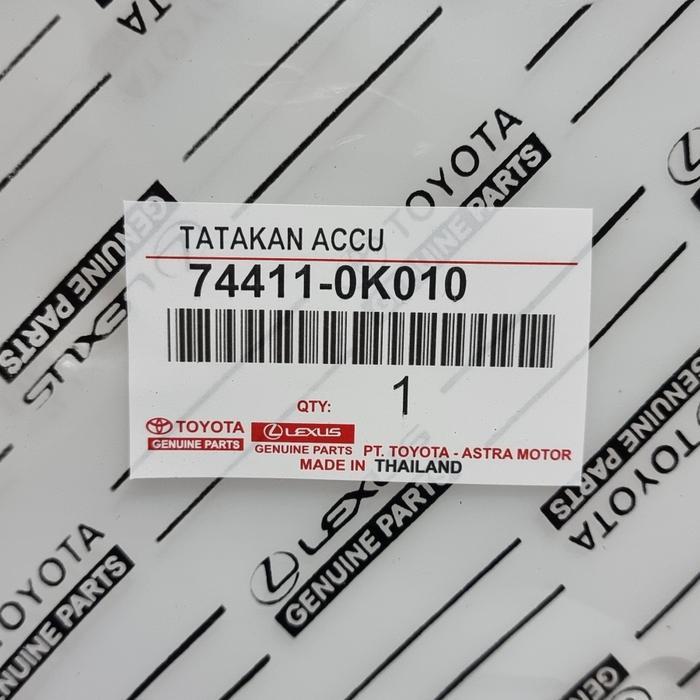 TATAKAN ACCU
74411-0K010
QTY: 1
TOYOTA LEXUS
GENUINE PARTS GENUINE PARTS PT. TOYOTA - ASTRA MOTOR
MADE IN THAILAND
TOYOTA
GENUINE PARTS
LEXUS
GENUINE PARTS
LEXUS
GENUINE PARTS
TOYOTA
GENUINE PARTS
TOYOTA
GENUINE PARTS